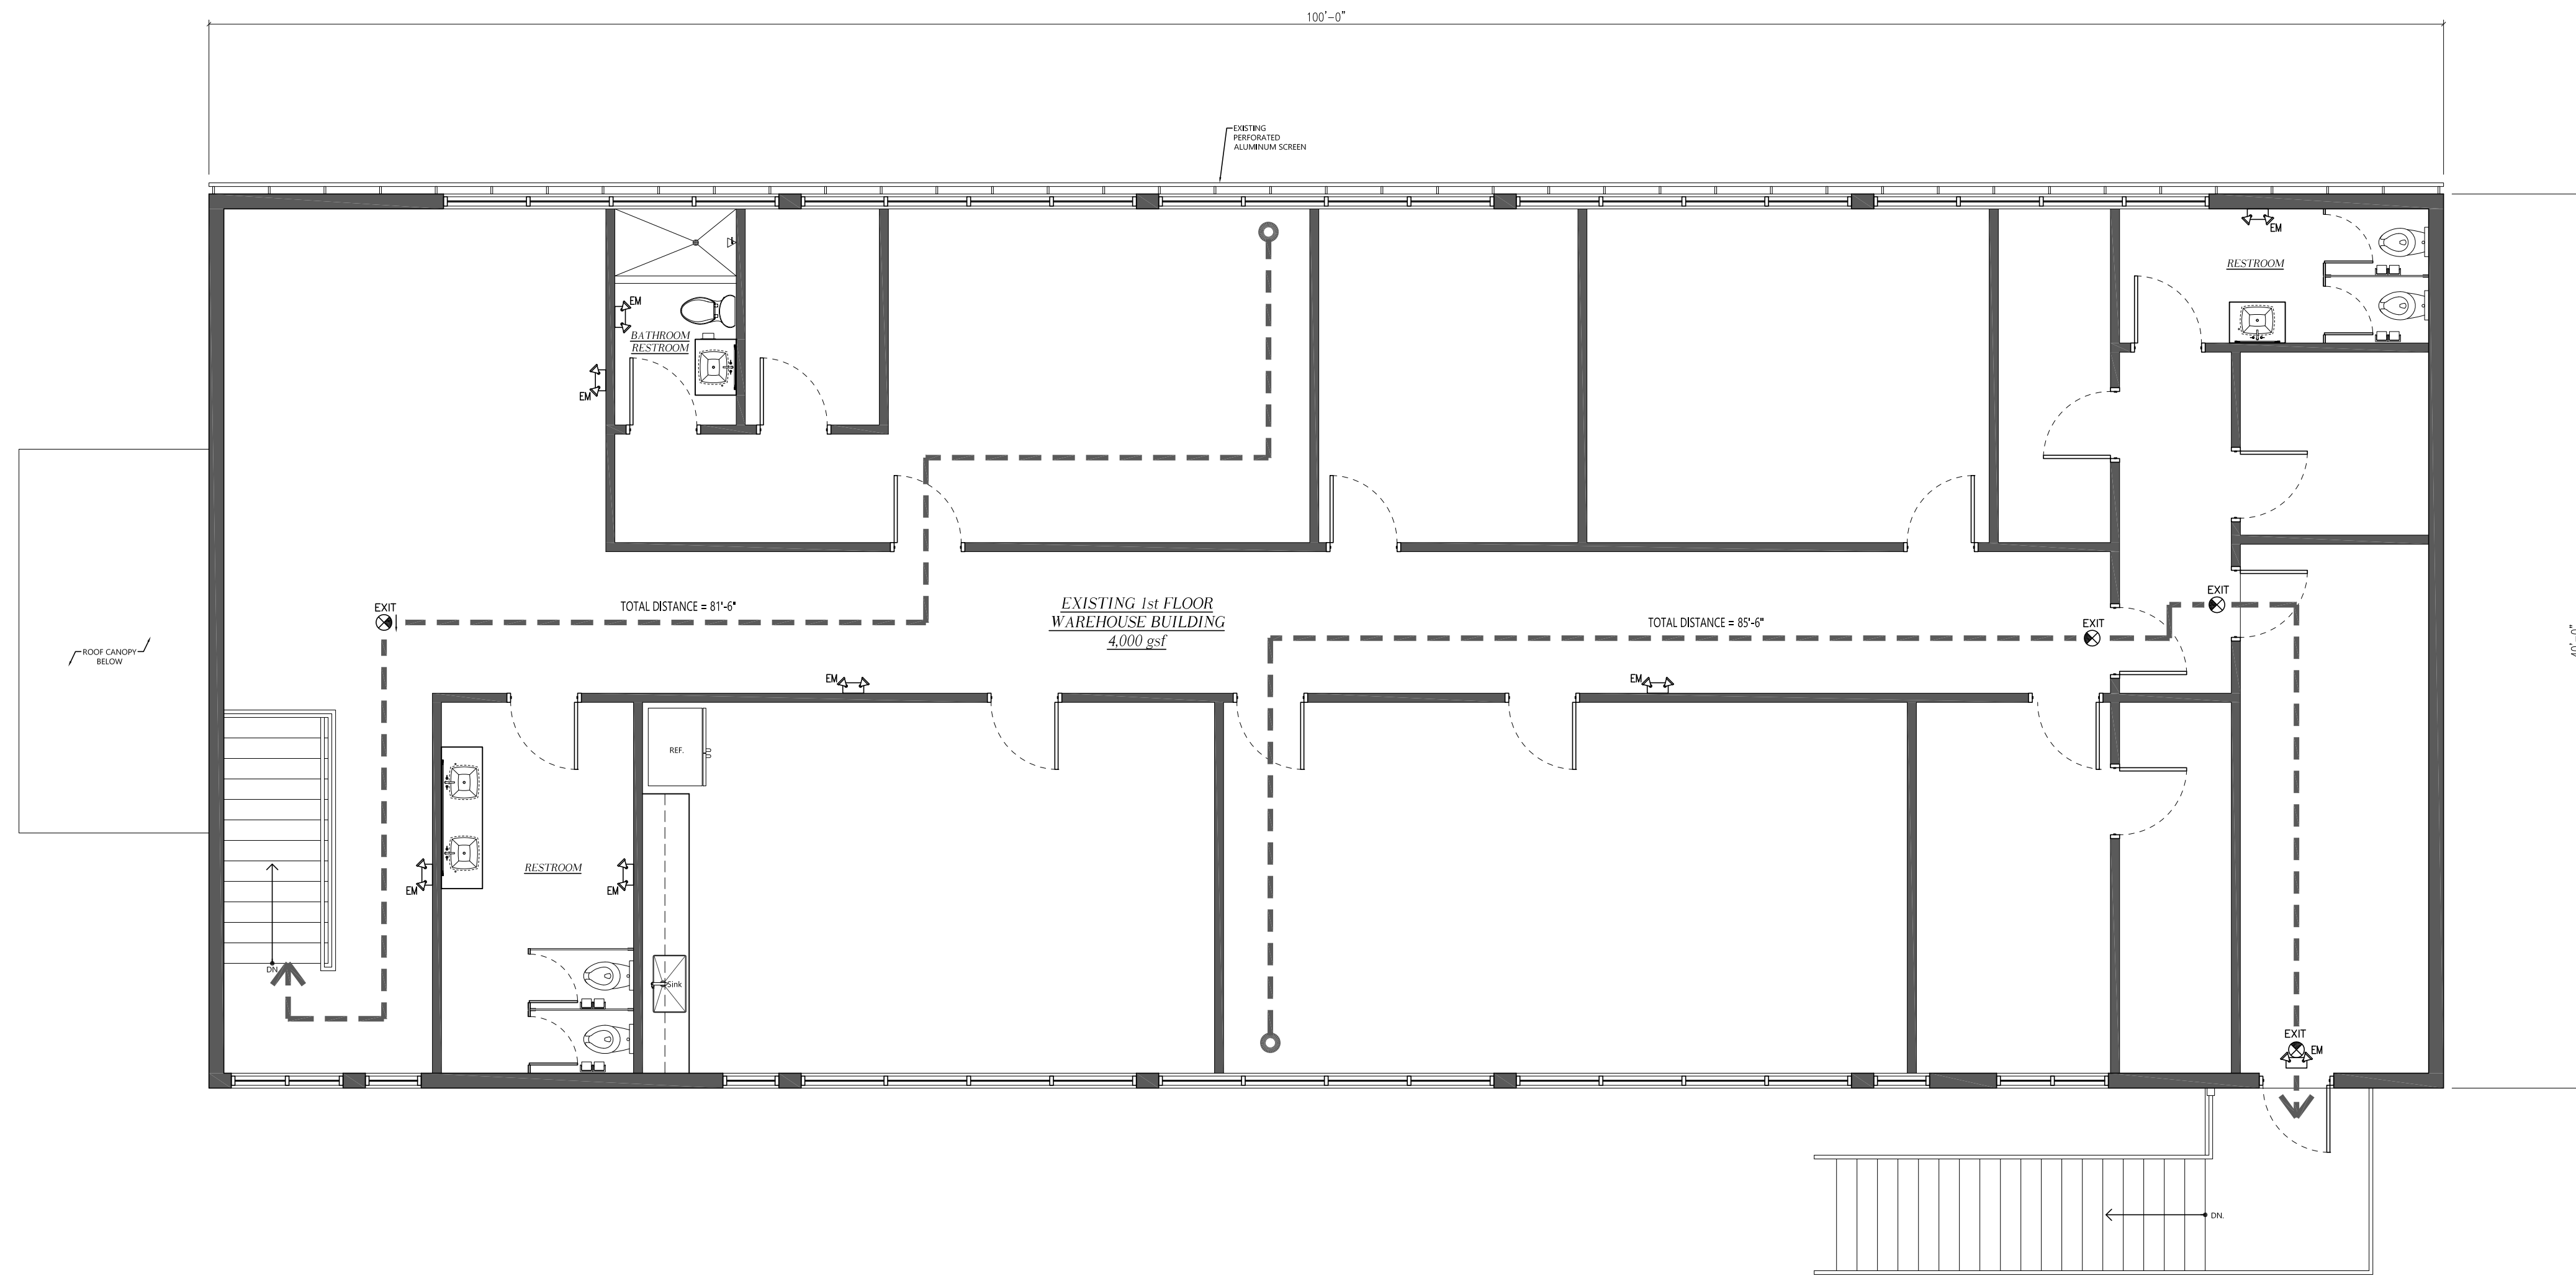 100'-0"
EXISTING
PERFORATED
ALUMINUM SCREEN
EM
RESTROOM
EM
BATHROOM
RESTROOM
EM
EXIT
TOTAL DISTANCE = 81'-6"
EXISTING 1st FLOOR
WAREHOUSE BUILDING
4,000 gsf
TOTAL DISTANCE = 85'-6"
EXIT
EXIT
40'-0"
ROOF CANOPY
BELOW
EM
EM
REF.
RESTROOM
EM
EM
DN.
Sink
EXIT
EM
DN.